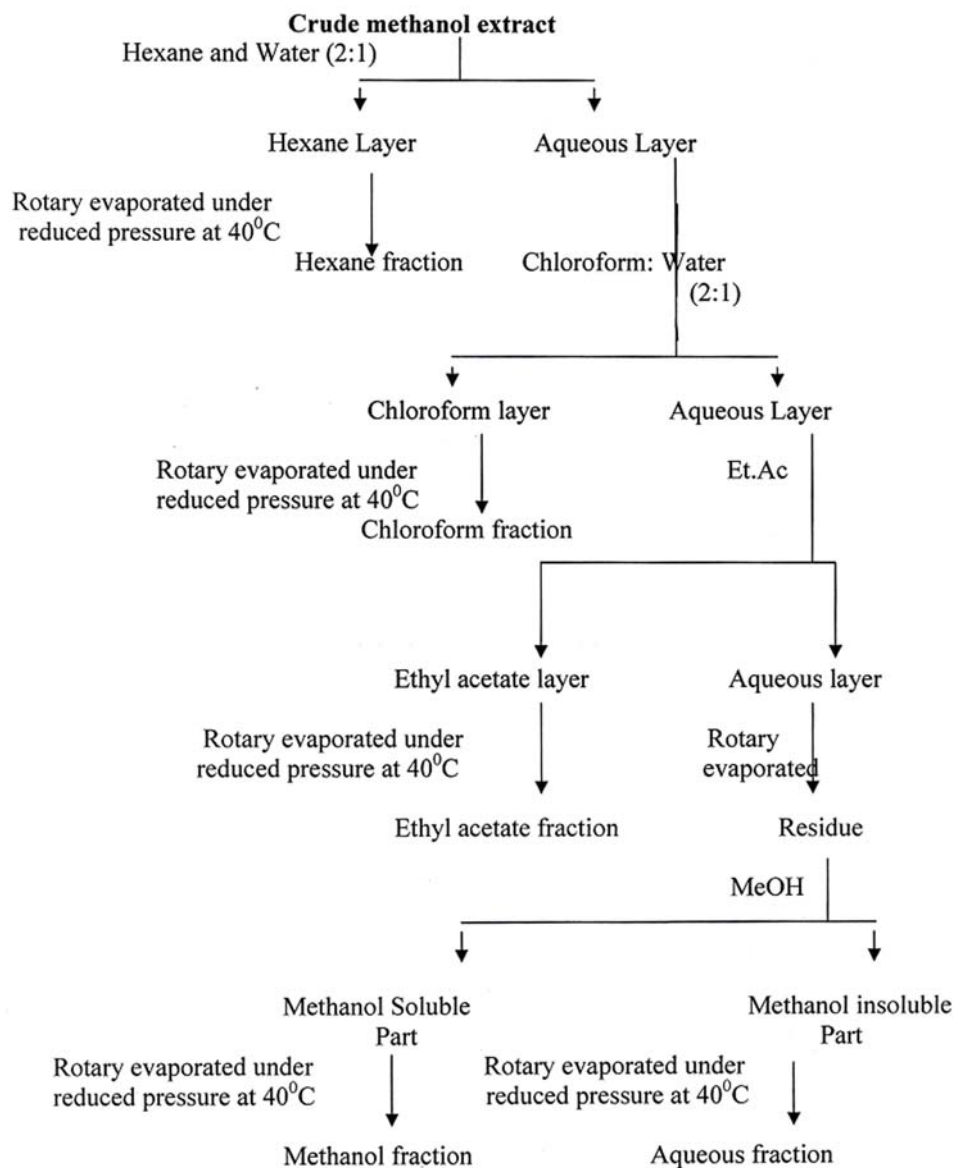 Crude methanol extract
Hexane and Water (2:1)
Hexane Layer
Aqueous Layer
Rotary evaporated under
reduced pressure at 40⁰C
Hexane fraction
Chloroform: Water
(2:1)
Chloroform layer
Aqueous Layer
Rotary evaporated under
reduced pressure at 40⁰C
Et.Ac
Chloroform fraction
Ethyl acetate layer
Aqueous layer
Rotary evaporated under
reduced pressure at 40⁰C
Rotary
evaporated
Ethyl acetate fraction
Residue
MeOH
Methanol Soluble
Part
Methanol insoluble
Part
Rotary evaporated under
reduced pressure at 40⁰C
Rotary evaporated under
reduced pressure at 40⁰C
Methanol fraction
Aqueous fraction